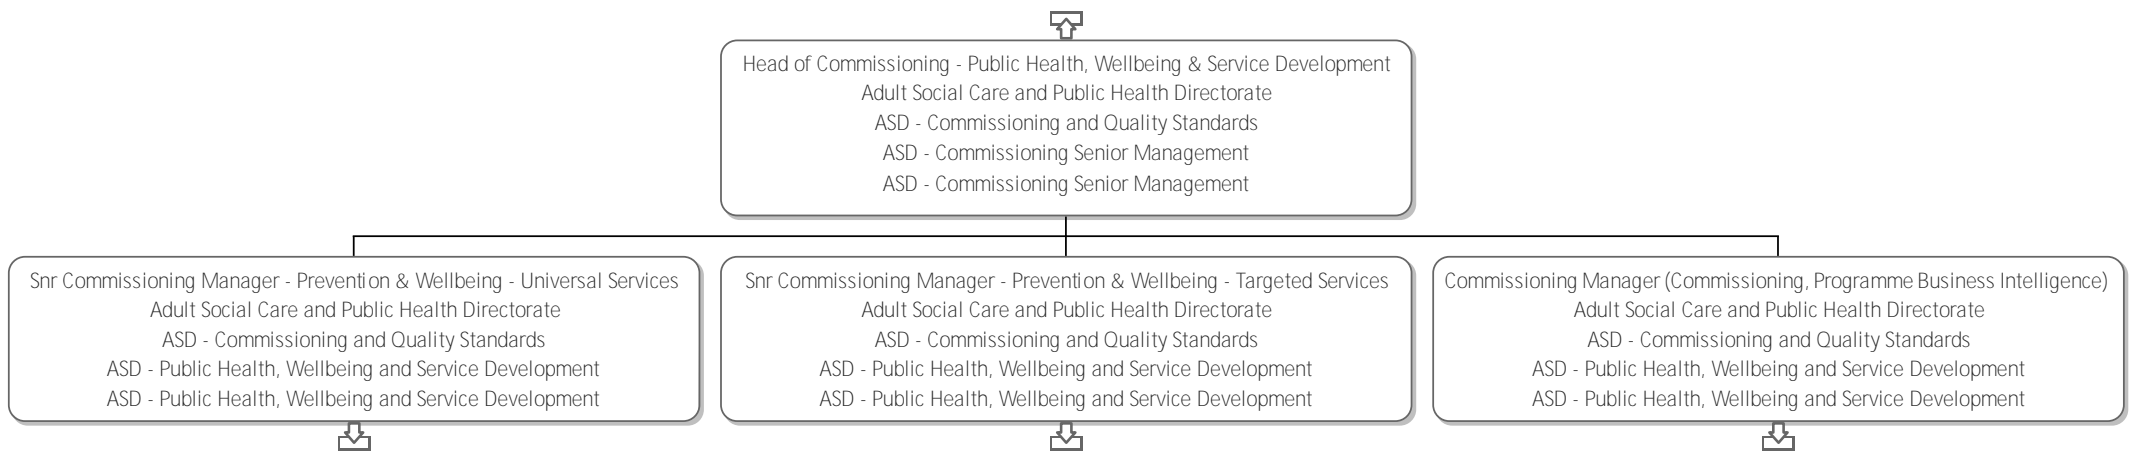 Head of Commissioning - Public Health, Wellbeing & Service Development
Adult Social Care and Public Health Directorate
ASD - Commissioning and Quality Standards
ASD - Commissioning Senior Management
ASD - Commissioning Senior Management
Snr Commissioning Manager - Prevention & Wellbeing - Universal Services
Adult Social Care and Public Health Directorate
ASD - Commissioning and Quality Standards
ASD - Public Health, Wellbeing and Service Development
ASD - Public Health, Wellbeing and Service Development
Snr Commissioning Manager - Prevention & Wellbeing - Targeted Services
Adult Social Care and Public Health Directorate
ASD - Commissioning and Quality Standards
ASD - Public Health, Wellbeing and Service Development
ASD - Public Health, Wellbeing and Service Development
Commissioning Manager (Commissioning, Programme Business Intelligence)
Adult Social Care and Public Health Directorate
ASD - Commissioning and Quality Standards
ASD - Public Health, Wellbeing and Service Development
ASD - Public Health, Wellbeing and Service Development